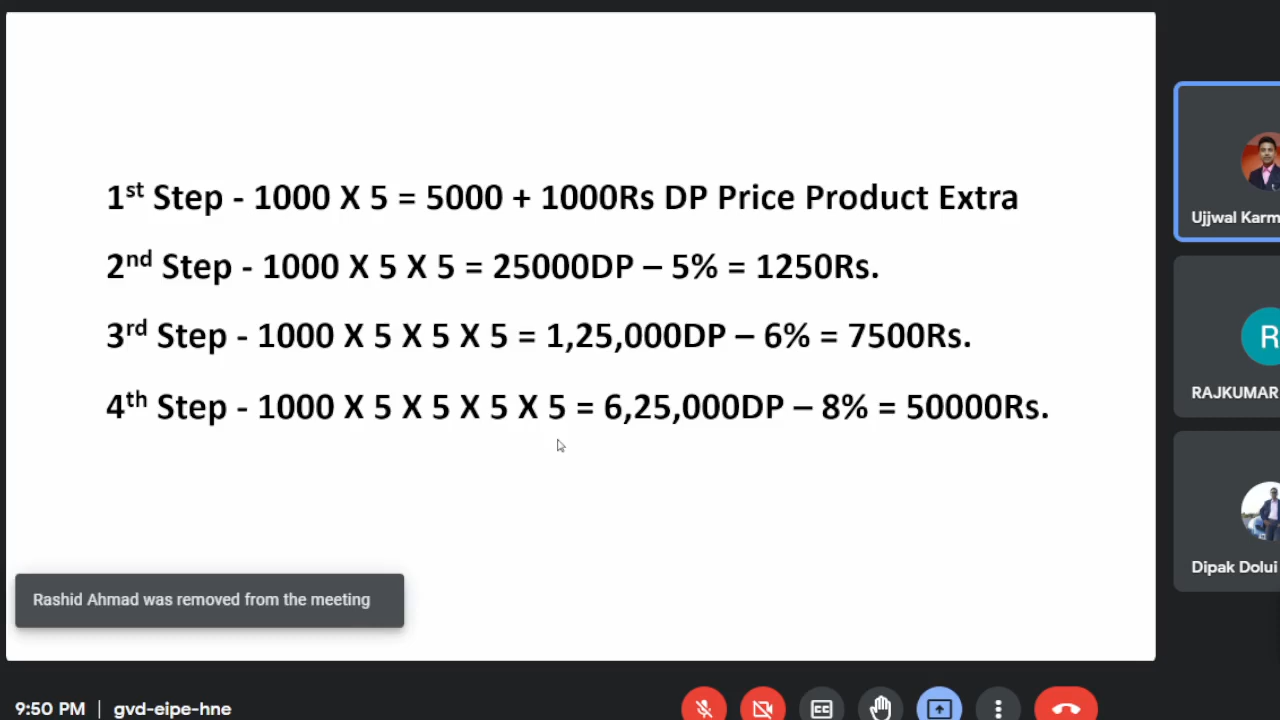 1st Step - 1000 X 5 = 5000 + 1000Rs DP Price Product Extra
2nd Step - 1000 X 5 X 5 = 25000DP – 5% = 1250Rs.
3rd Step - 1000 X 5 X 5 X 5 = 1,25,000DP – 6% = 7500Rs.
4th Step - 1000 X 5 X 5 X 5 X 5 = 6,25,000DP – 8% = 50000Rs.
Ujjwal Karm
R
RAJKUMAR
Dipak Dolui
Rashid Ahmad was removed from the meeting
9:50 PM | gvd-eipe-hne
CC